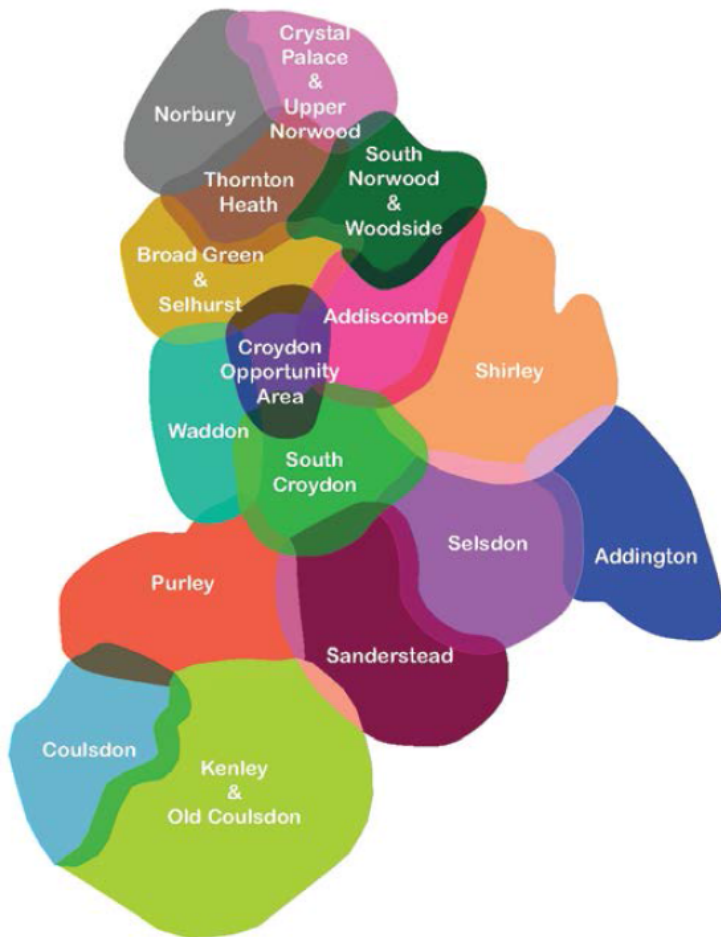 Crystal
Palace
&
Upper
Norwood
Norbury
South
Norwood
&
Woodside
Thornton
Heath
Broad Green
&
Selhurst
Addiscombe
Croydon
Opportunity
Area
Shirley
Waddon
South
Croydon
Selsdon
Addington
Purley
Sanderstead
Coulsdon
Kenley
&
Old Coulsdon